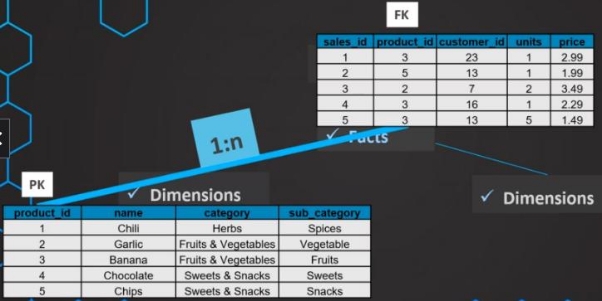 FK
sales_id product_id customer_id units price
1 3 23 1 2.99
2 5 13 1 1.99
3 2 7 2 3.49
4 3 16 1 2.29
5 3 13 5 1.49
✓ Facts
1:n
PK
✓ Dimensions
✓ Dimensions
product_id name category sub_category
1 Chili Herbs Spices
2 Garlic Fruits & Vegetables Vegetable
3 Banana Fruits & Vegetables Fruits
4 Chocolate Sweets & Snacks Sweets
5 Chips Sweets & Snacks Snacks